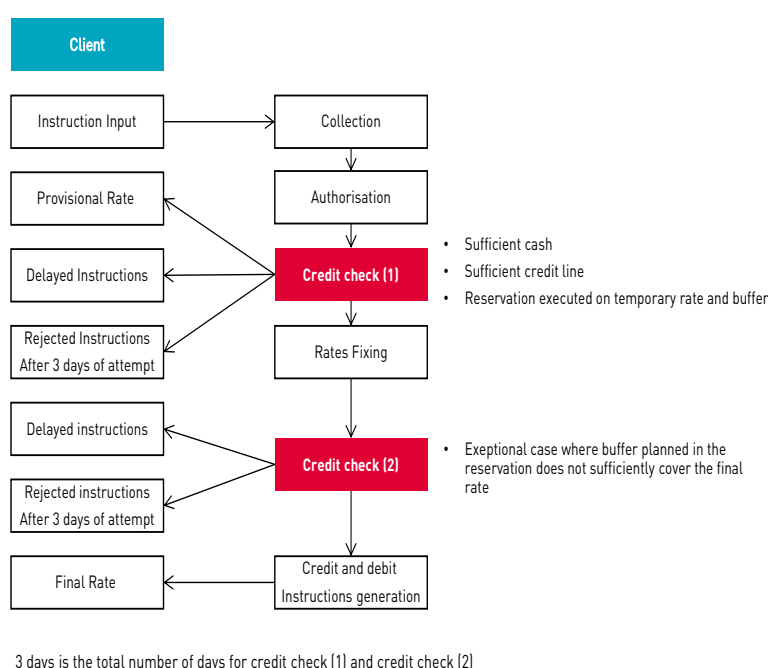 Client
Instruction Input
Collection
Provisional Rate
Authorisation
Delayed Instructions
Credit check (1)
• Sufficient cash
• Sufficient credit line
• Reservation executed on temporary rate and buffer
Rejected Instructions
After 3 days of attempt
Rates Fixing
Delayed instructions
Credit check (2)
• Exeptional case where buffer planned in the
reservation does not sufficiently cover the final
rate
Rejected instructions
After 3 days of attempt
Final Rate
Credit and debit
Instructions generation
3 days is the total number of days for credit check (1) and credit check (2)